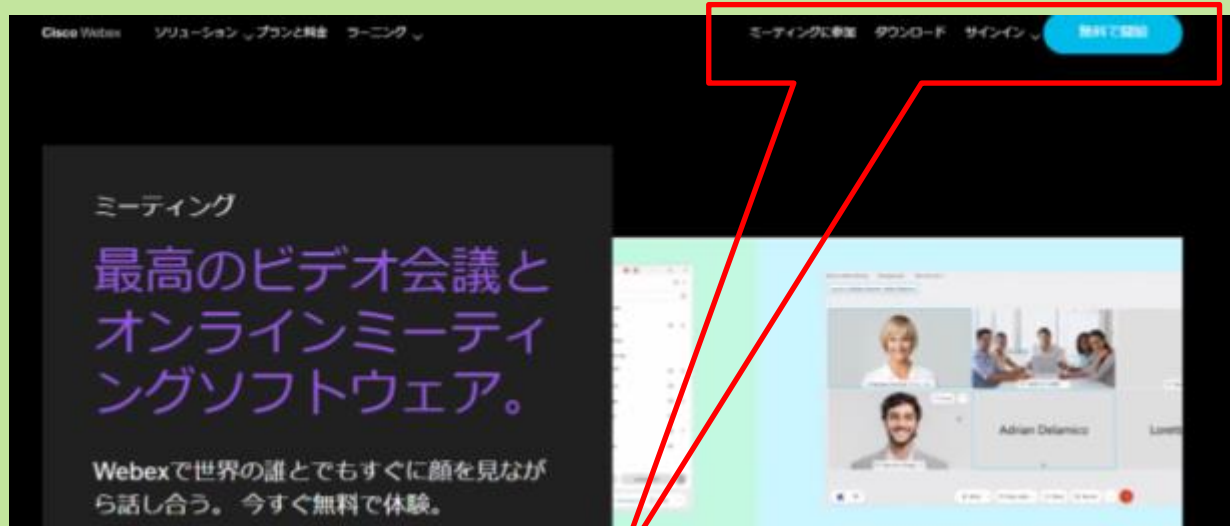 Cisco Webex ソリューション プランと料金 ラーニング
ミーティングに参加 ダウンロード サインイン 無料で開始
ミーティング
最高のビデオ会議と
オンラインミーティ
ングソフトウェア。
Webexで世界の誰とでもすぐに顔を見なが
ら話し合う。 今すぐ無料で体験。
Adrian Delamico